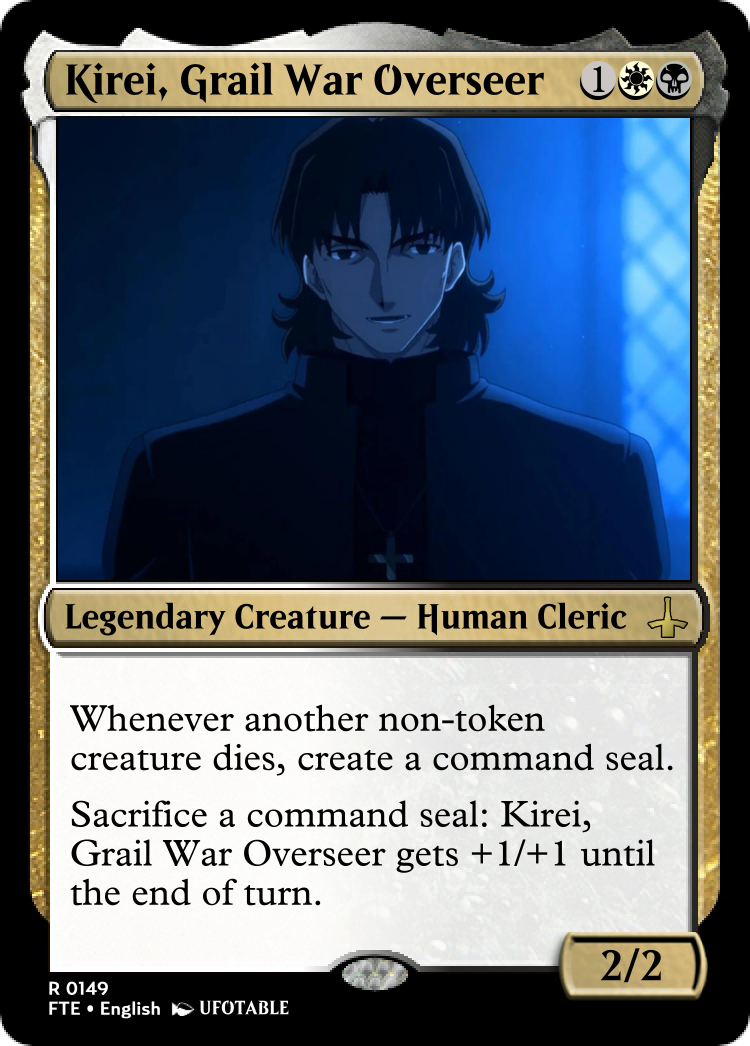 Kirei, Grail War Overseer 1
Legendary Creature — Human Cleric
Whenever another non-token
creature dies, create a command seal.
Sacrifice a command seal: Kirei,
Grail War Overseer gets +1/+1 until
the end of turn.
2/2
R 0149
FTE • English UFOTABLE